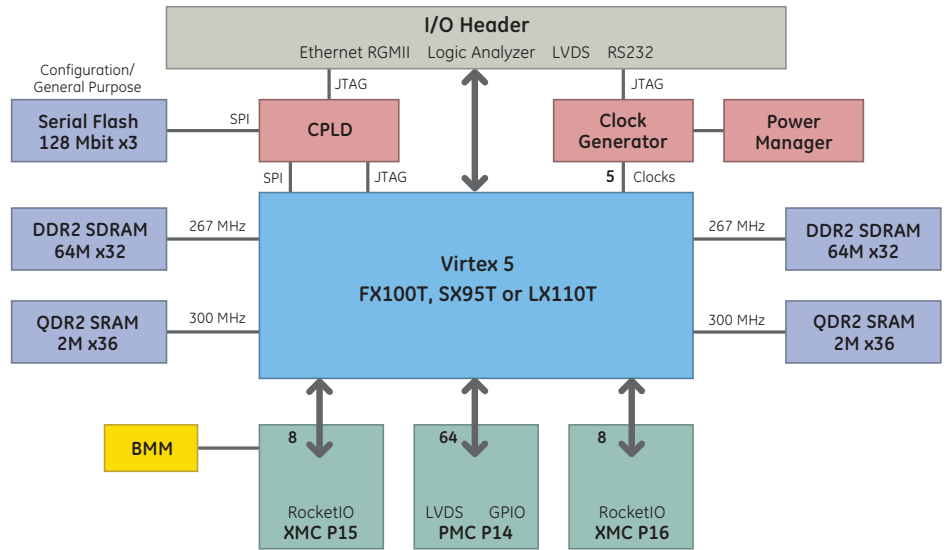 I/O Header
Ethernet RGMII Logic Analyzer LVDS RS232
Configuration/
General Purpose
JTAG
JTAG
Serial Flash
128 Mbit x3
SPI
CPLD
Clock
Generator
Power
Manager
SPI
JTAG
5 Clocks
DDR2 SDRAM
64M x32
267 MHz
267 MHz
DDR2 SDRAM
64M x32
Virtex 5
FX100T, SX95T or LX110T
QDR2 SRAM
2M x36
300 MHz
300 MHz
QDR2 SRAM
2M x36
BMM
8
RocketIO
XMC P15
64
LVDS GPIO
PMC P14
8
RocketIO
XMC P16